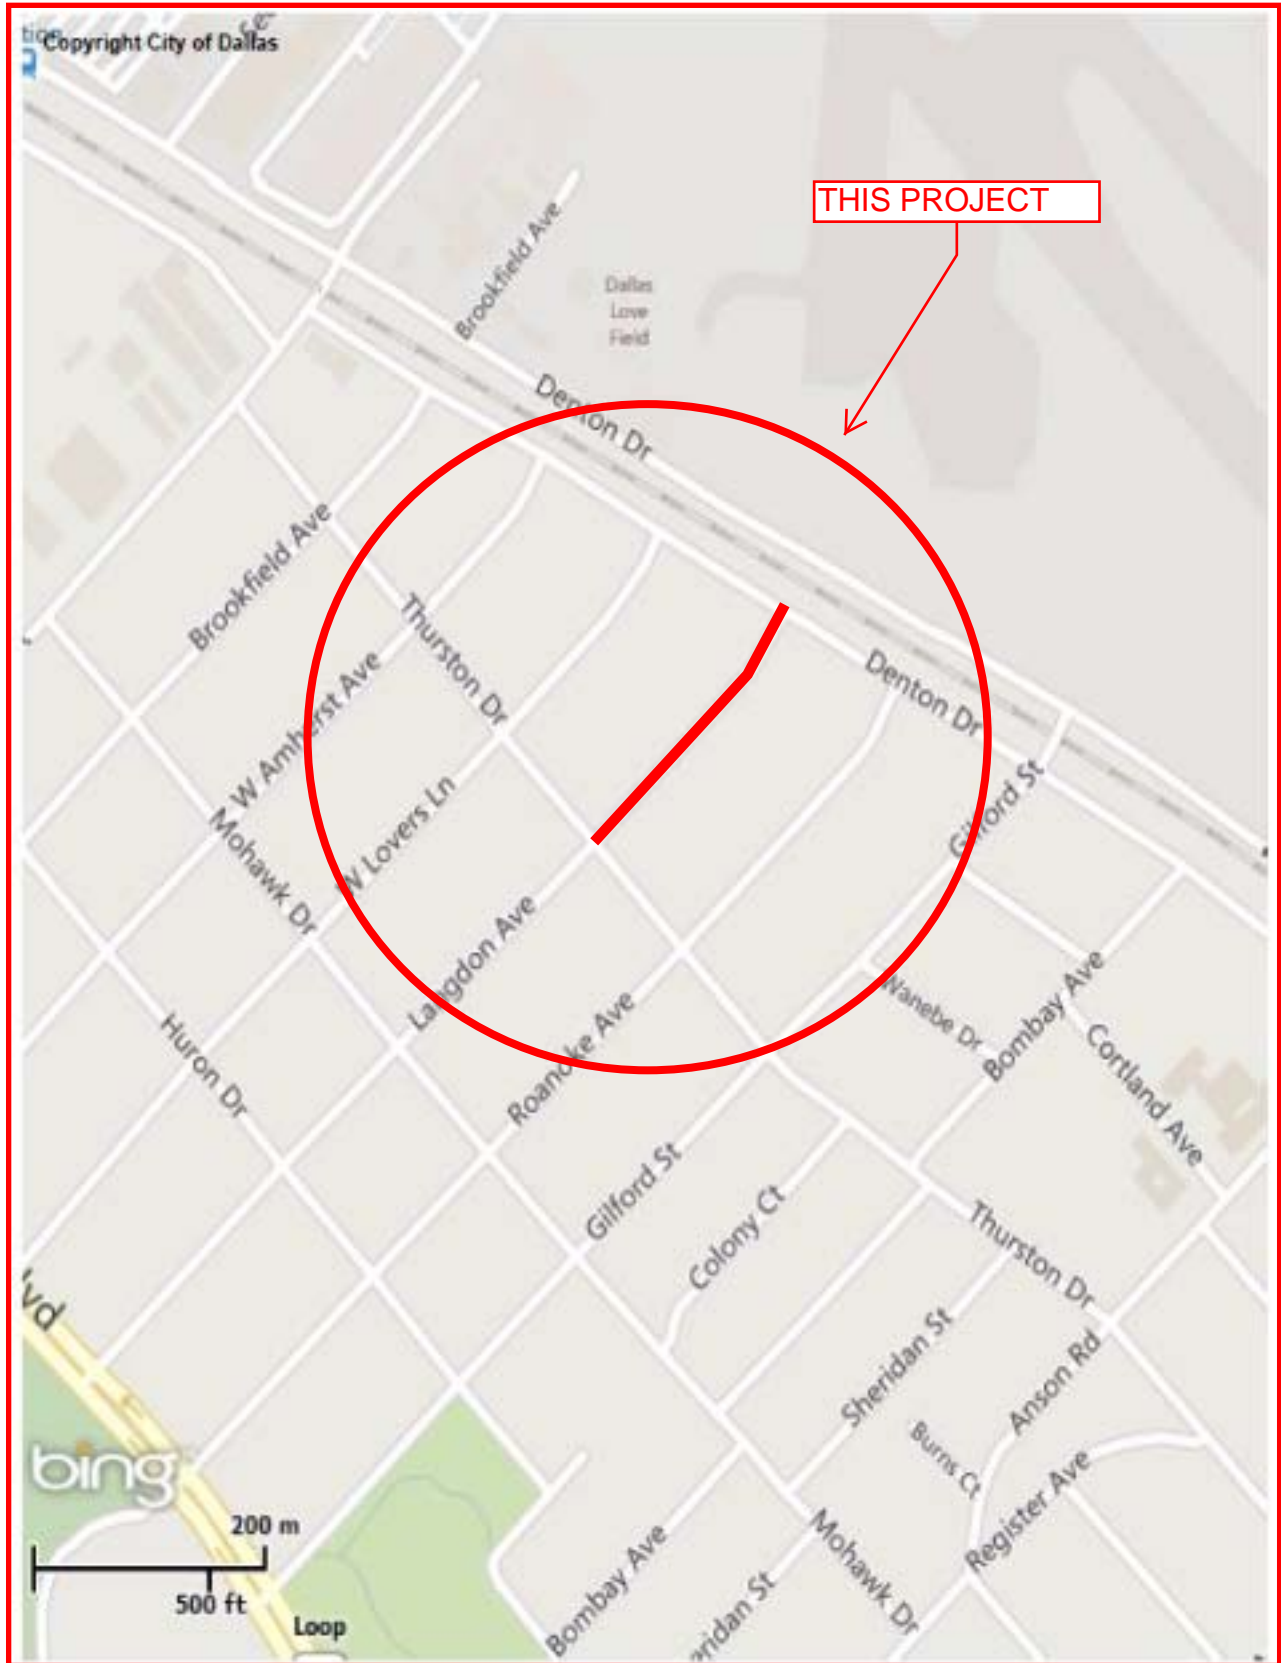 Copyright City of Dallas
THIS PROJECT
Brookfield Ave
Dallas
Love
Field
Denton Dr
Brookfield Ave
Thurston Dr
W Amherst Ave
Denton Dr
W Lovers Ln
Mohawk Dr
Gilford St
Langdon Ave
Wanebe Dr
Bombay Ave
Huron Dr
Roanoke Ave
Cortland Ave
Gilford St
Colony Ct
Thurston Dr
lvd
Sheridan St
Anson Rd
Burns Ct
bing
Register Ave
200 m
500 ft
Mohawk Dr
Bombay Ave
eridan St
Loop